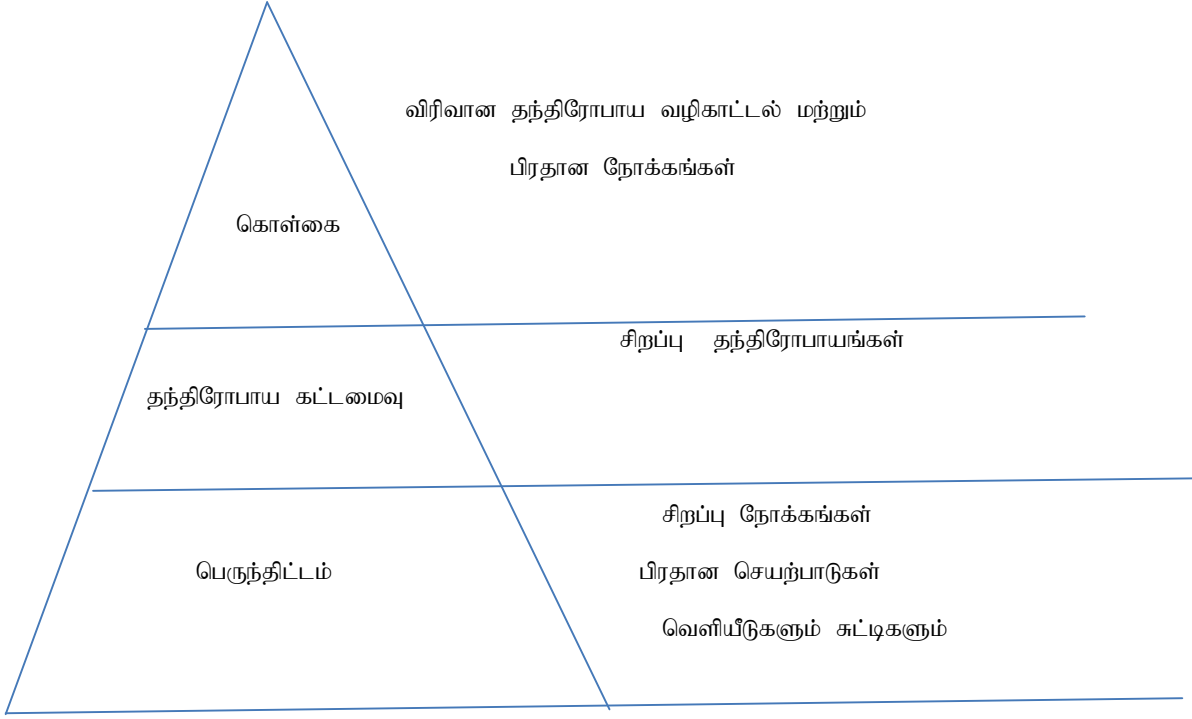 விரிவான தந்திரோபாய வழிகாட்டல் மற்றும்
பிரதான நோக்கங்கள்
கொள்கை
சிறப்பு தந்திரோபாயங்கள்
தந்திரோபாய கட்டமைவு
சிறப்பு நோக்கங்கள்
பெருந்திட்டம்
பிரதான செயற்பாடுகள்
வெளியீடுகளும் சுட்டிகளும்